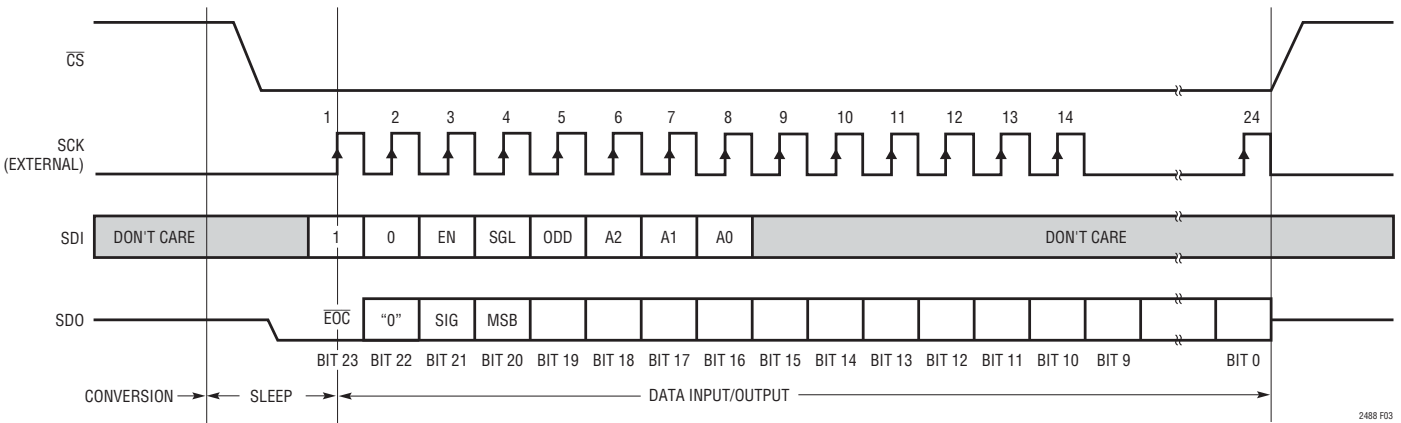 CS
1 2 3 4 5 6 7 8 9 10 11 12 13 14 24
SCK
(EXTERNAL)
SDI DON'T CARE 1 0 EN SGL ODD A2 A1 A0 DON'T CARE
SDO EOC “0” SIG MSB
BIT 23 BIT 22 BIT 21 BIT 20 BIT 19 BIT 18 BIT 17 BIT 16 BIT 15 BIT 14 BIT 13 BIT 12 BIT 11 BIT 10 BIT 9 BIT 0
CONVERSION SLEEP DATA INPUT/OUTPUT
2488 F03